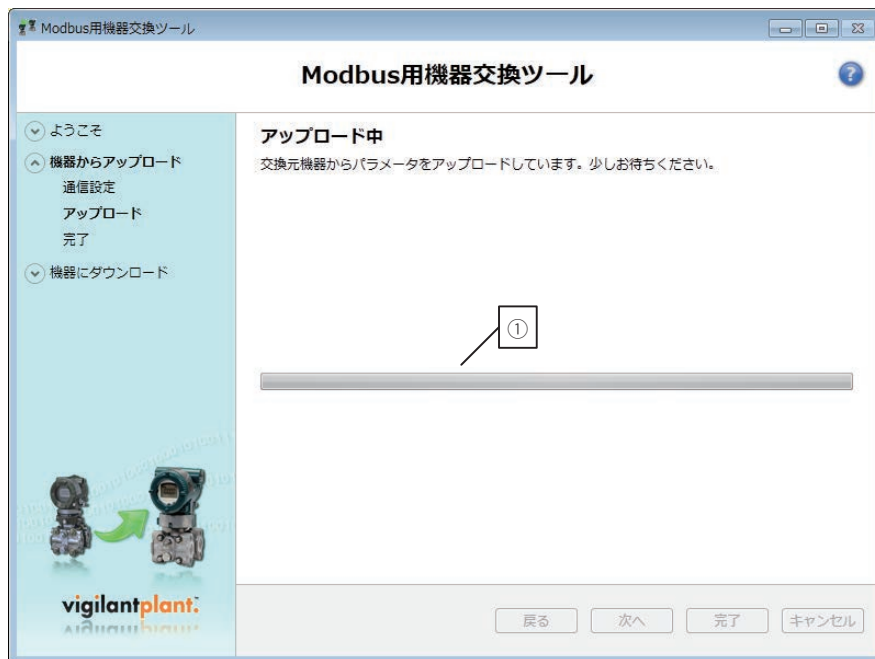 Modbus用機器交換ツール
Modbus用機器交換ツール
?
ようこそ
機器からアップロード
通信設定
アップロード
完了
機器にダウンロード
アップロード中
交換元機器からパラメータをアップロードしています。少しお待ちください。
①
vigilantplant.
戻る
次へ
完了
キャンセル